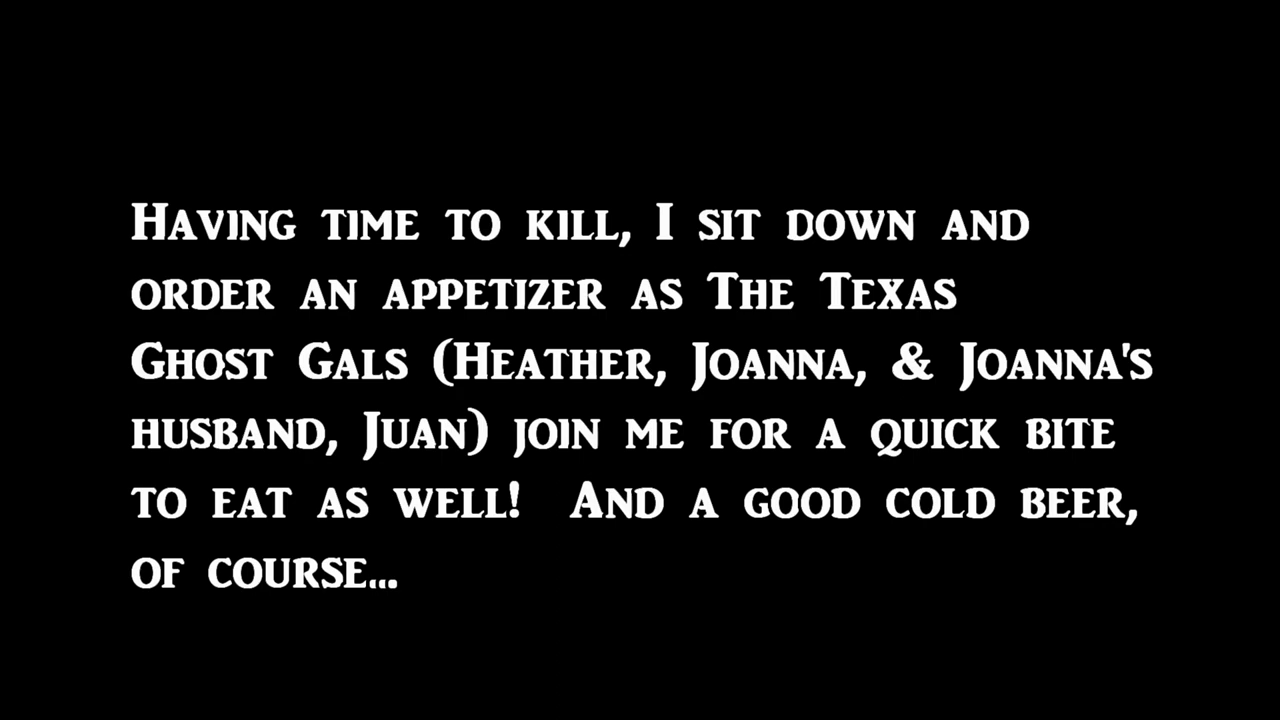 Having time to kill, I sit down and
order an appetizer as The Texas
Ghost Gals (Heather, Joanna, & Joanna's
husband, Juan) join me for a quick bite
to eat as well!  And a good cold beer,
of course...